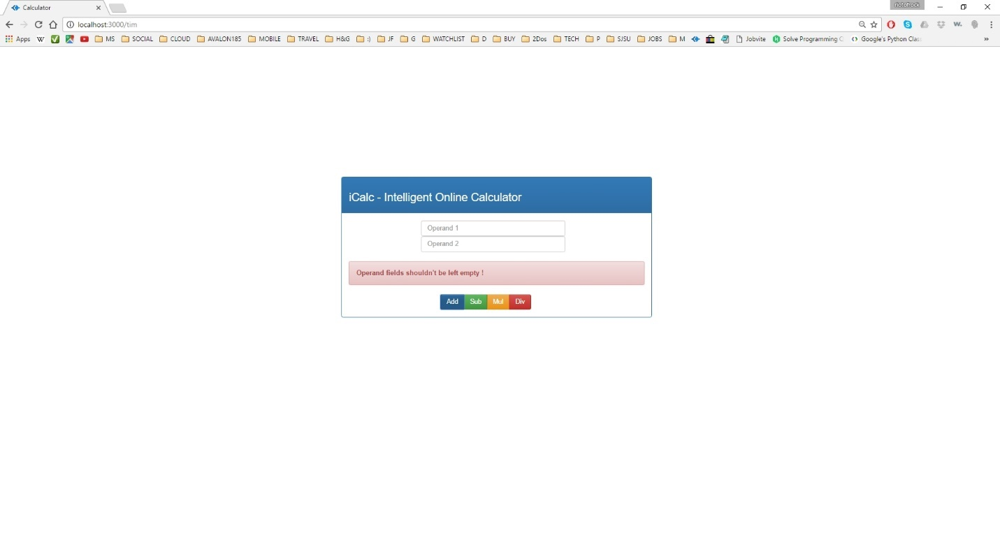 Calculator
notafrock
localhost:3000/tim
Apps W MS SOCIAL CLOUD AVALON185 MOBILE TRAVEL H&G :) JF G WATCHLIST D BUY 2Dos TECH P SJSU JOBS M Jobvite Solve Programming Google's Python Clas »
iCalc - Intelligent Online Calculator
Operand 1
Operand 2
Operand fields shouldn't be left empty !
Add Sub Mul Div